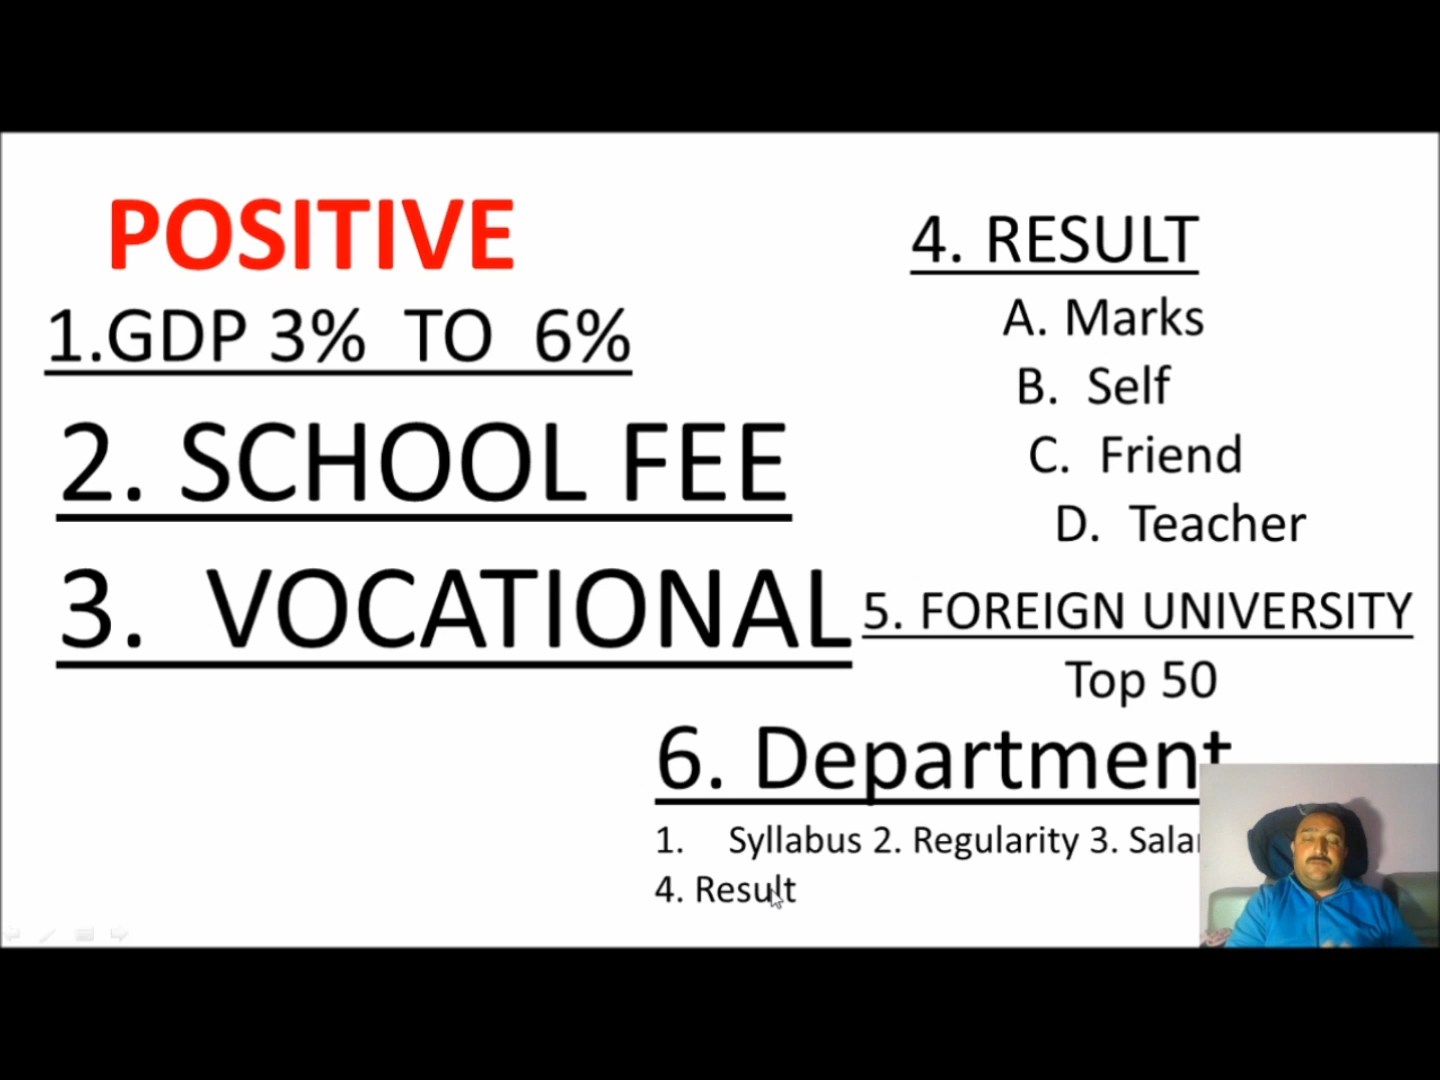 POSITIVE
1.GDP 3% TO 6%
2. SCHOOL FEE
3. VOCATIONAL
4. RESULT
A. Marks
B. Self
C. Friend
D. Teacher
5. FOREIGN UNIVERSITY
Top 50
6. Department
1. Syllabus 2. Regularity 3.
4. Result